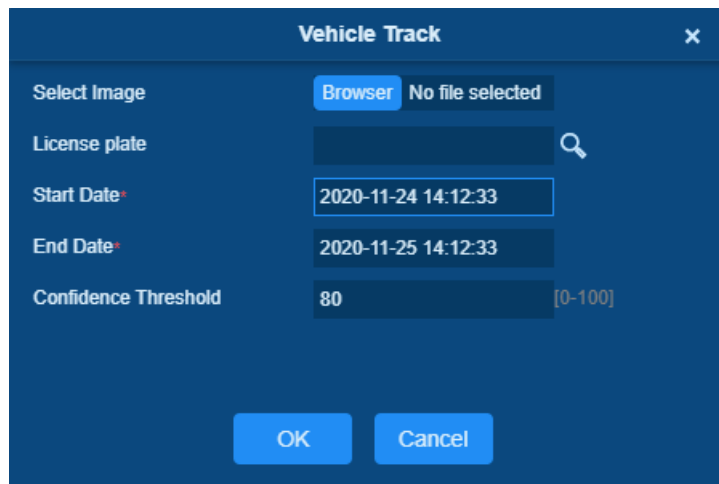 Vehicle Track ×
Select Image Browser No file selected
License plate
Start Date* 2020-11-24 14:12:33
End Date* 2020-11-25 14:12:33
Confidence Threshold 80 [0-100]
OK Cancel